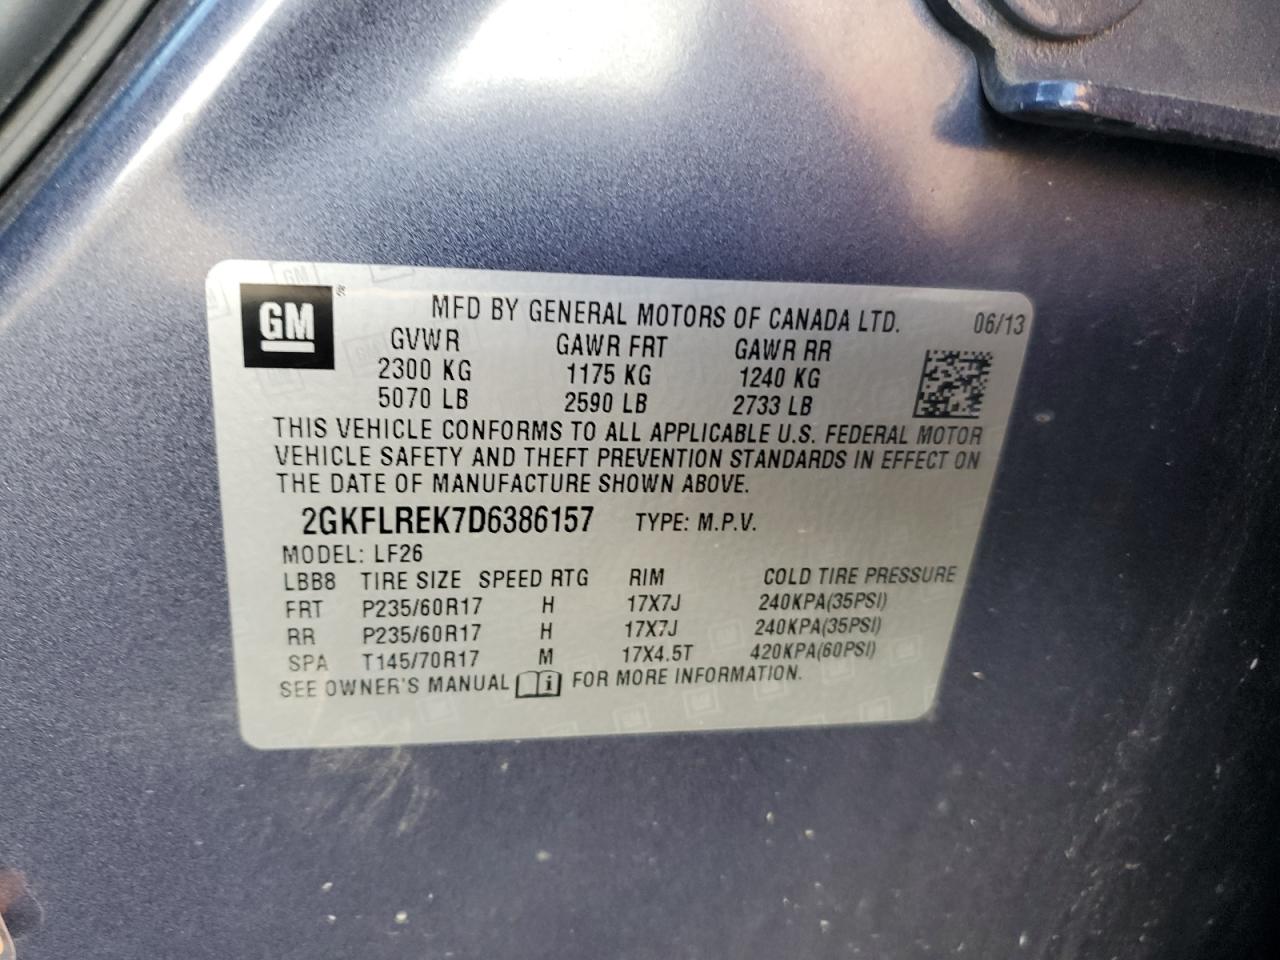 GM
MFD BY GENERAL MOTORS OF CANADA LTD. 06/13
GVWR GAWR FRT GAWR RR
2300 KG 1175 KG 1240 KG
5070 LB 2590 LB 2733 LB
THIS VEHICLE CONFORMS TO ALL APPLICABLE U.S. FEDERAL MOTOR
VEHICLE SAFETY AND THEFT PREVENTION STANDARDS IN EFFECT ON
THE DATE OF MANUFACTURE SHOWN ABOVE.
2GKFLREK7D6386157 TYPE: M.P.V.
MODEL: LF26
LBB8 TIRE SIZE SPEED RTG RIM COLD TIRE PRESSURE
FRT P235/60R17 H 17X7J 240KPA(35PSI)
RR P235/60R17 H 17X7J 240KPA(35PSI)
SPA T145/70R17 M 17X4.5T 420KPA(60PSI)
SEE OWNER'S MANUAL i FOR MORE INFORMATION.